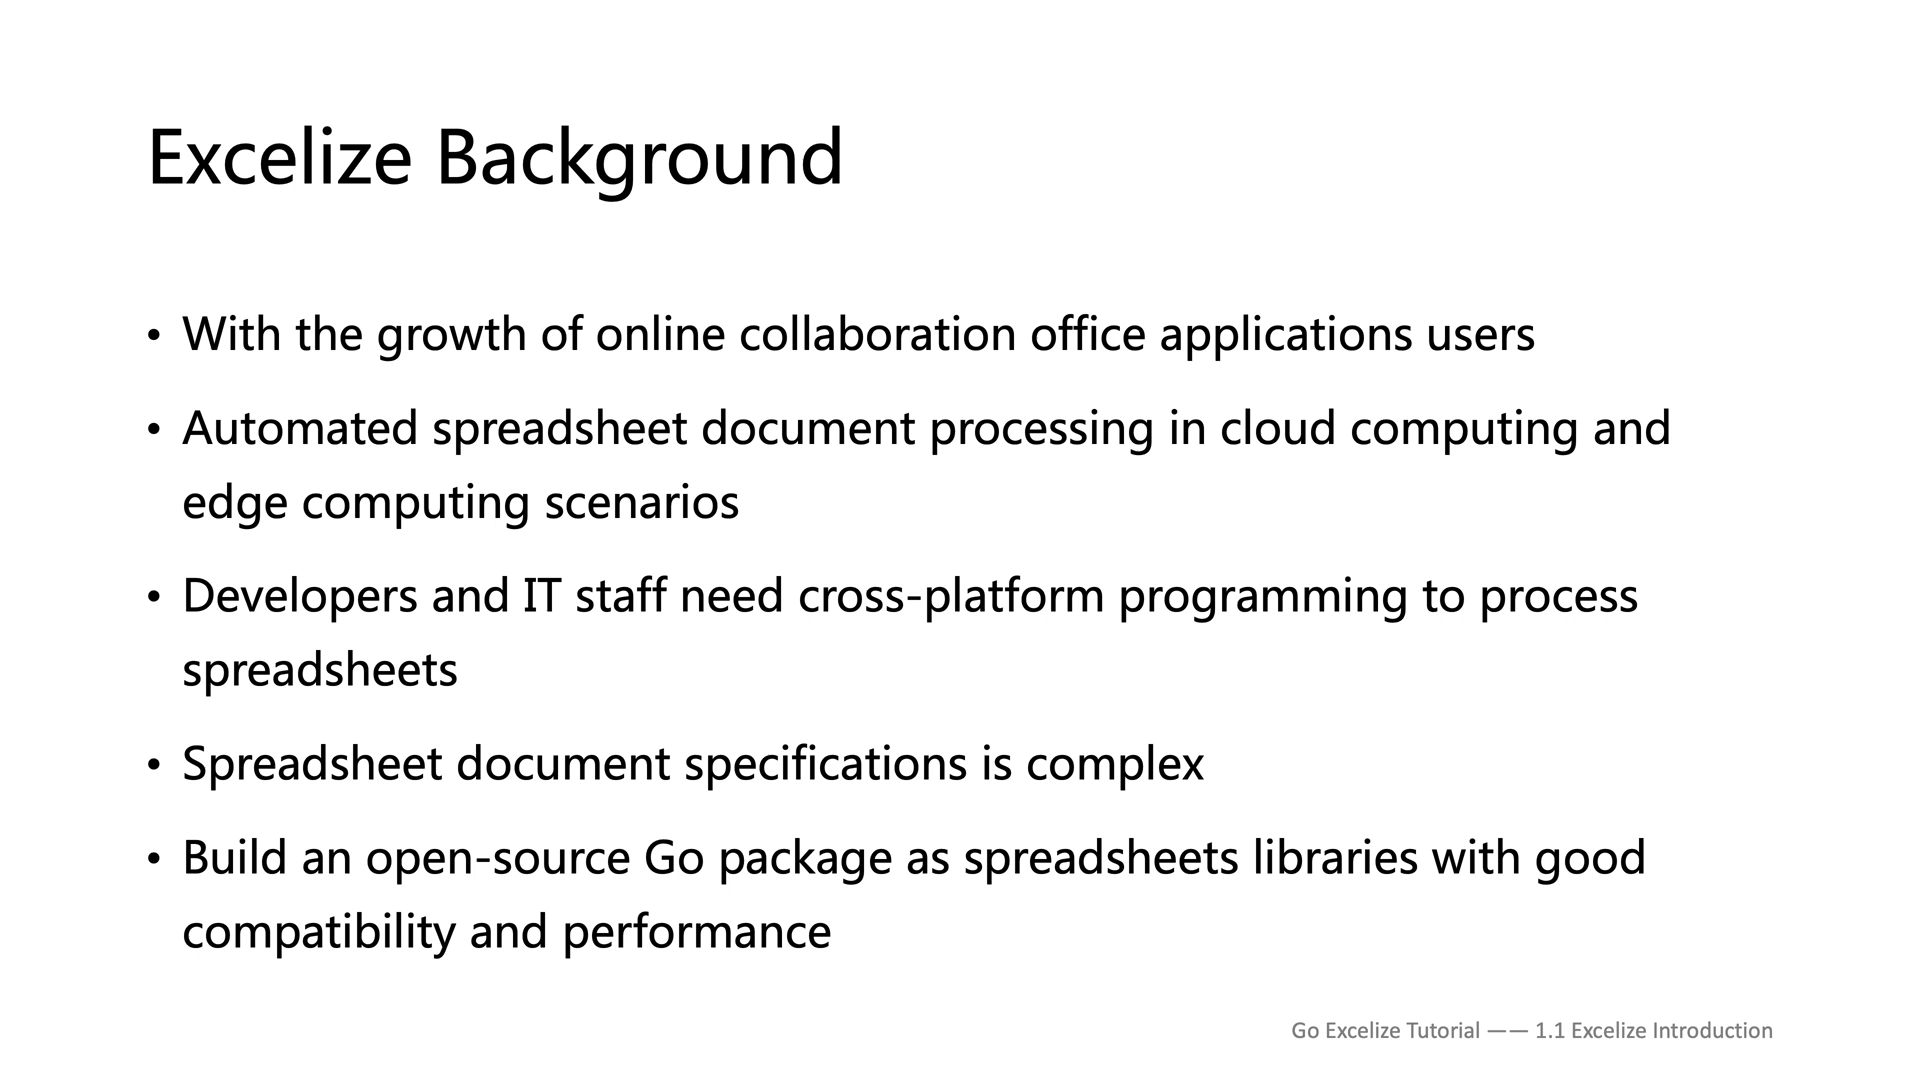 Excelize Background
• With the growth of online collaboration office applications users
• Automated spreadsheet document processing in cloud computing and
edge computing scenarios
• Developers and IT staff need cross-platform programming to process
spreadsheets
• Spreadsheet document specifications is complex
• Build an open-source Go package as spreadsheets libraries with good
compatibility and performance
Go Excelize Tutorial —— 1.1 Excelize Introduction